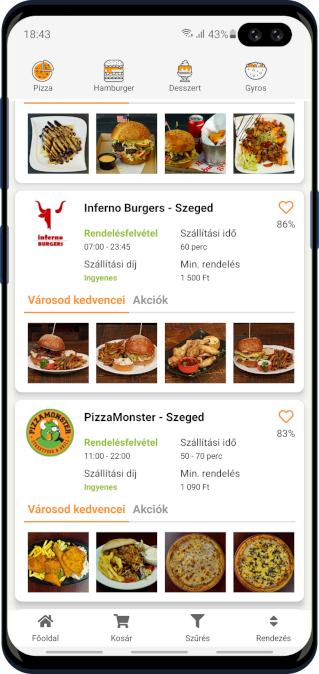 18:43
43%
Pizza
Hamburger
Desszert
Gyros
Inferno Burgers - Szeged
inferno
BURGERS
86%
Rendelésfelvétel
Szállítási idő
07:00 - 23:45
60 perc
Szállítási díj
Min. rendelés
Ingyenes
1 500 Ft
Városod kedvencei
Akciók
PizzaMonster - Szeged
PIZZAMONSTER
83%
Rendelésfelvétel
Szállítási idő
11:00 - 22:00
50 - 70 perc
Szállítási díj
Min. rendelés
Ingyenes
1 090 Ft
Városod kedvencei
Akciók
Főoldal
Kosár
Szűrés
Rendezés